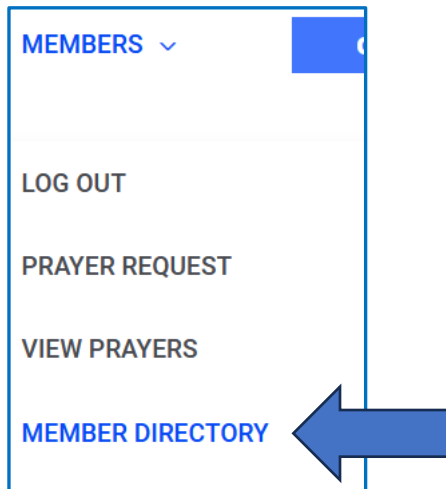 MEMBERS
LOG OUT
PRAYER REQUEST
VIEW PRAYERS
MEMBER DIRECTORY